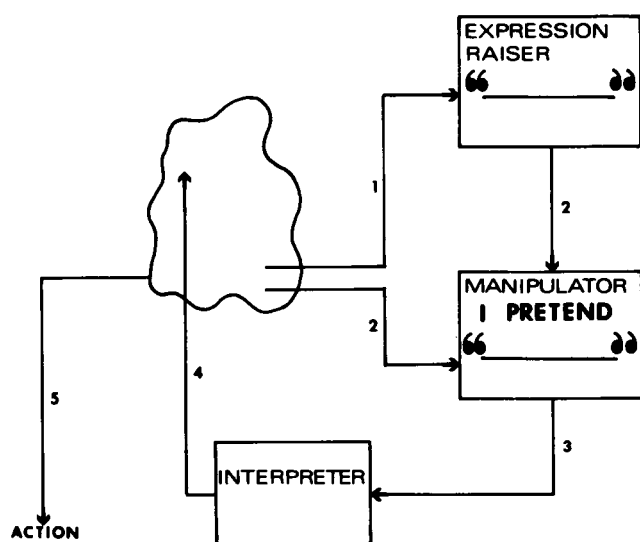 EXPRESSION
RAISER
“ ”
1
2
MANIPULATOR
I PRETEND
“ ”
2
4
5
3
INTERPRETER
ACTION